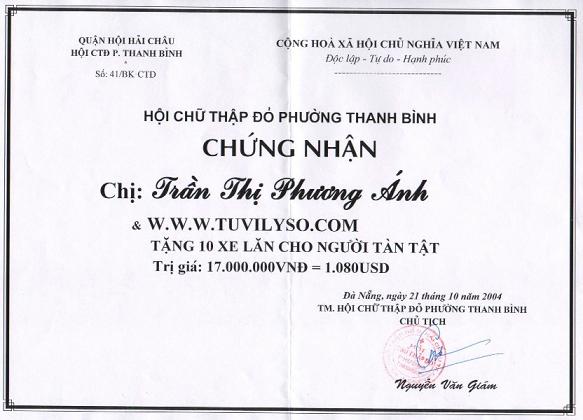 QUẬN HỘI HẢI CHÂU
HỘI CTĐ P. THANH BÌNH
*
Số: 41/BK CTD
CỘNG HOÀ XÃ HỘI CHỦ NGHĨA VIỆT NAM
Độc lập - Tự do - Hạnh phúc
HỘI CHỮ THẬP ĐỎ PHƯỜNG THANH BÌNH
CHỨNG NHẬN
Chị: Trần Thị Phương Ánh
& W.W.W.TUVILYSO.COM
TẶNG 10 XE LĂN CHO NGƯỜI TÀN TẬT
Trị giá: 17.000.000VNĐ = 1.080USD
Đà Nẵng, ngày 21 tháng 10 năm 2004
TM. HỘI CHỮ THẬP ĐỎ PHƯỜNG THANH BÌNH
CHỦ TỊCH
Nguyễn Văn Giám